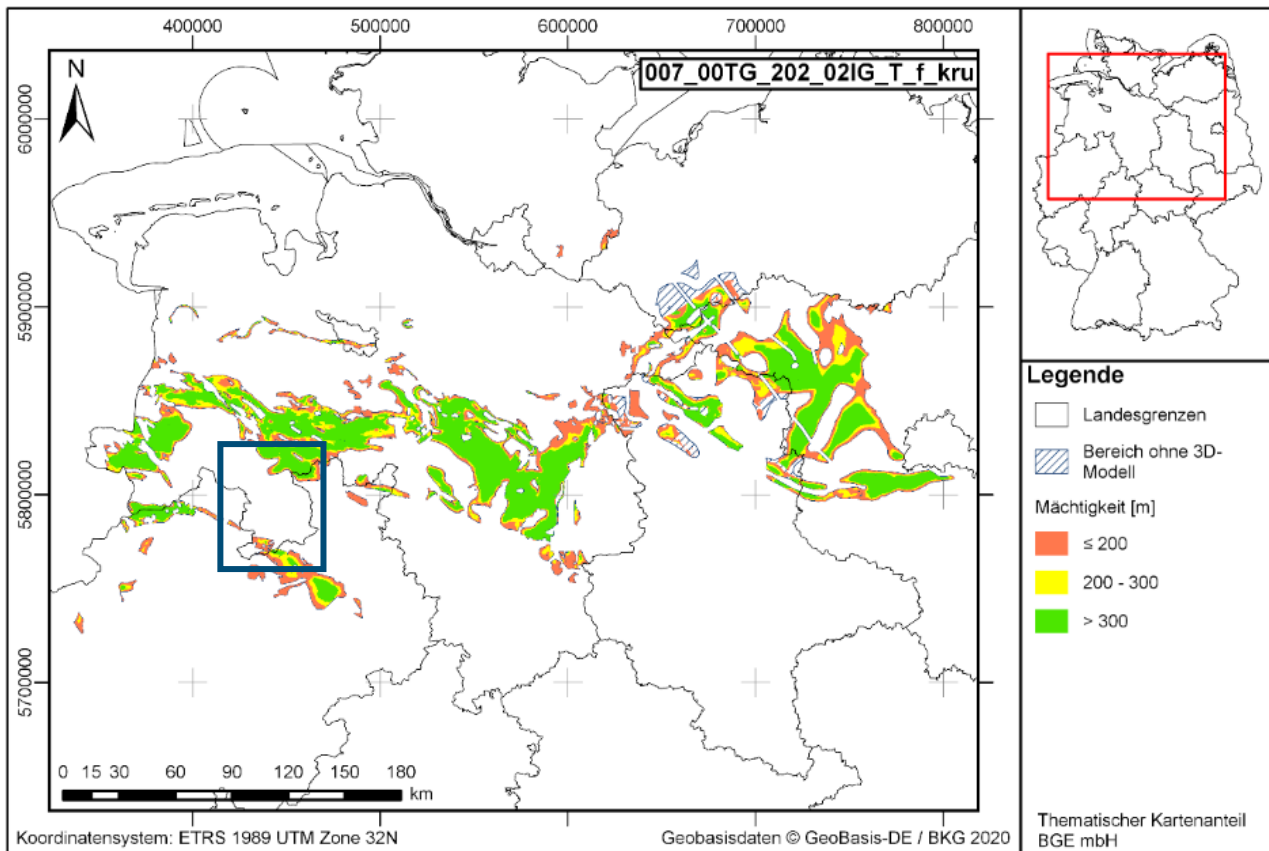 400000 500000 600000 700000 800000
N
007_00TG_202_02IG_T_f_kru
6000000
5900000
5800000
5700000
0 15 30 60 90 120 150 180
km
Koordinatensystem: ETRS 1989 UTM Zone 32N
Geobasisdaten © GeoBasis-DE / BKG 2020
Legende
Landesgrenzen
Bereich ohne 3D-
Modell
Mächtigkeit [m]
≤ 200
200 - 300
> 300
Thematischer Kartenanteil
BGE mbH